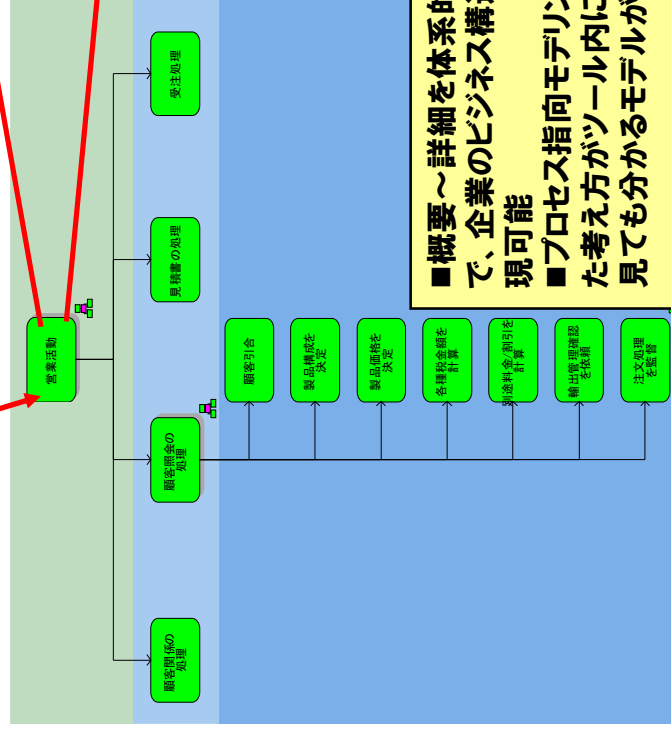 営業活動
顧客関係の
処理
顧客照会の
処理
見積書の処理
受注処理
顧客引合
製品構成を
決定
製品価格を
決定
各種税金額を
計算
別途料金/割引を
計算
輸出管理確認
を依頼
注文処理
を監督
■概要～詳細を体系的
で、企業のビジネス構造
現可能
■プロセス指向モデリン
た考え方がツール内に
見ても分かるモデルが